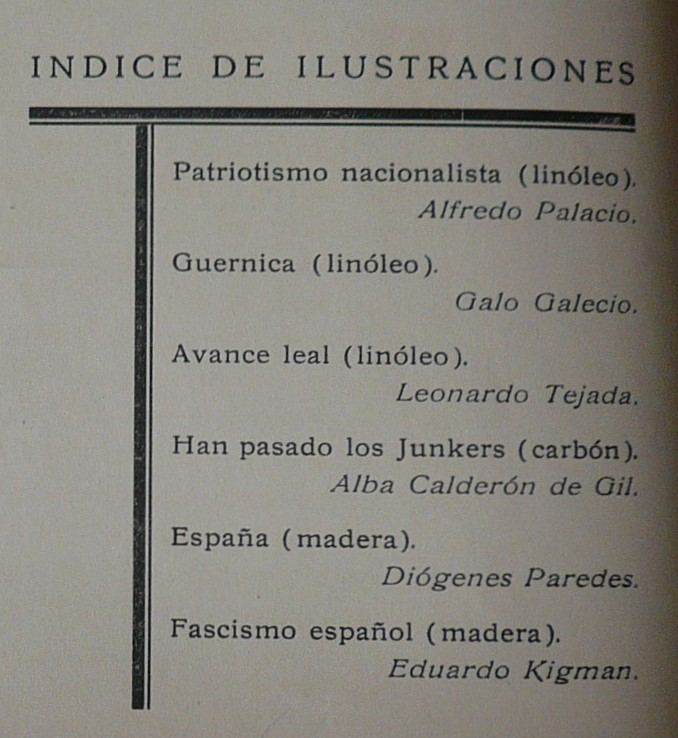 INDICE DE ILUSTRACIONES
Patriotismo nacionalista (linóleo).
Alfredo Palacio.
Guernica (linóleo).
Galo Galecio.
Avance leal (linóleo).
Leonardo Tejada.
Han pasado los Junkers (carbón).
Alba Calderón de Gil.
España (madera).
Diógenes Paredes.
Fascismo español (madera).
Eduardo Kigman.